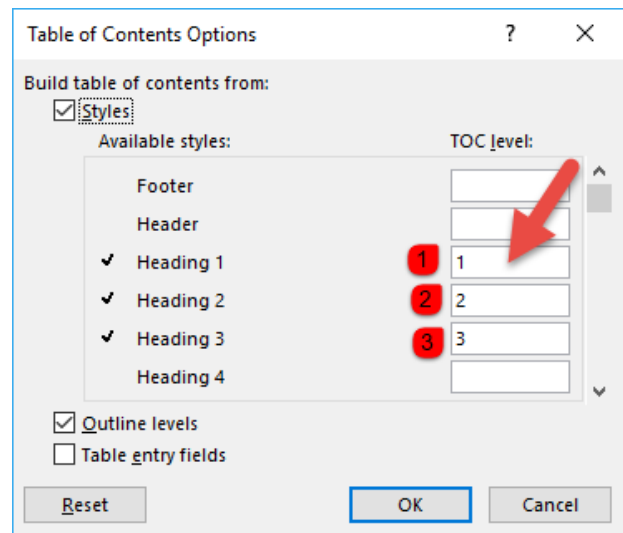 Table of Contents Options ?
Build table of contents from:
Styles
Available styles: TOC level:
Footer
Header
Heading 1 1 1
Heading 2 2 2
Heading 3 3 3
Heading 4
Outline levels
Table entry fields
Reset OK Cancel